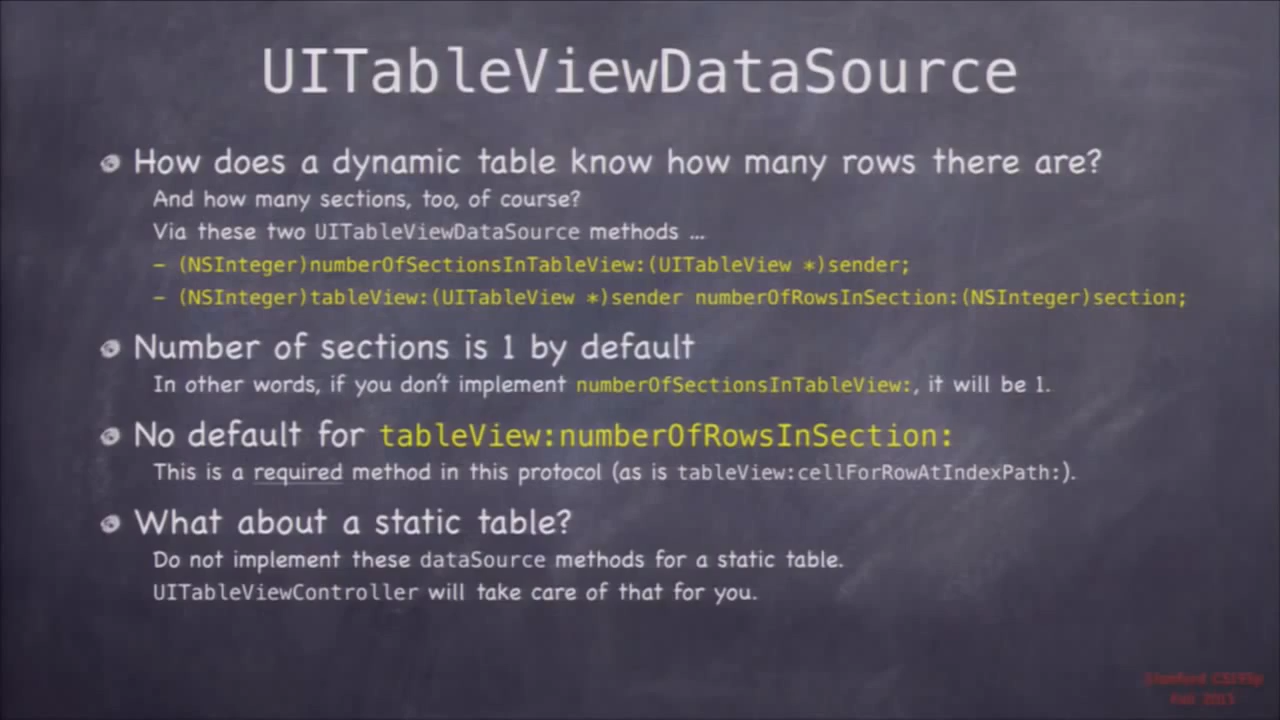 UITableViewDataSource
How does a dynamic table know how many rows there are?
And how many sections, too, of course?
Via these two UITableViewDataSource methods …
– (NSInteger)numberOfSectionsInTableView:(UITableView *)sender;
– (NSInteger)tableView:(UITableView *)sender numberOfRowsInSection:(NSInteger)section;
Number of sections is 1 by default
In other words, if you don't implement numberOfSectionsInTableView:, it will be 1.
No default for tableView:numberOfRowsInSection:
This is a required method in this protocol (as is tableView:cellForRowAtIndexPath:).
What about a static table?
Do not implement these dataSource methods for a static table.
UITableViewController will take care of that for you.
Stanford CS193p
Fall 2013